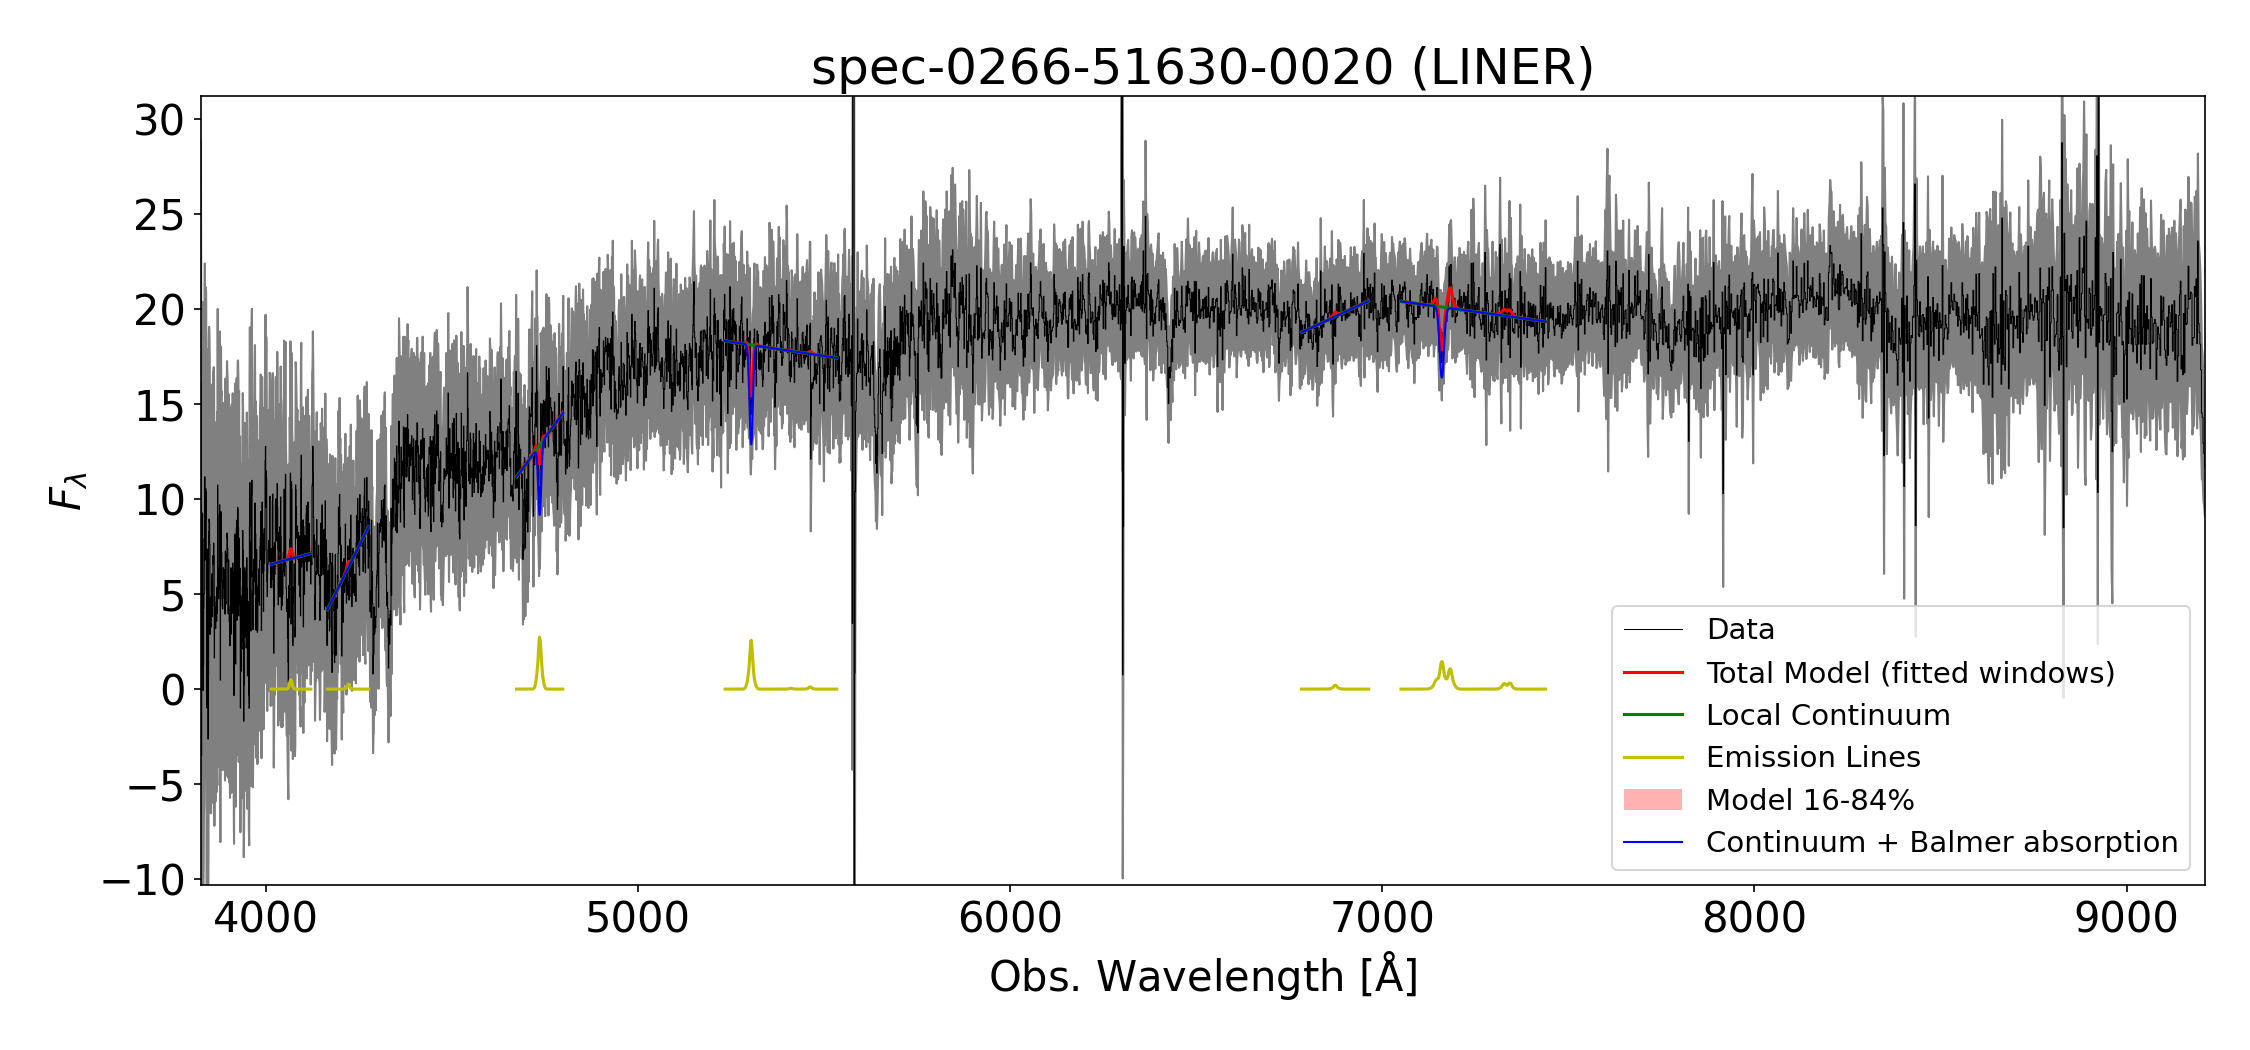 spec-0266-51630-0020 (LINER)
30
25
20
15
10
5
0
−5
−10
F_λ
4000 5000 6000 7000 8000 9000
Obs. Wavelength [Å]
Data
Total Model (fitted windows)
Local Continuum
Emission Lines
Model 16-84%
Continuum + Balmer absorption